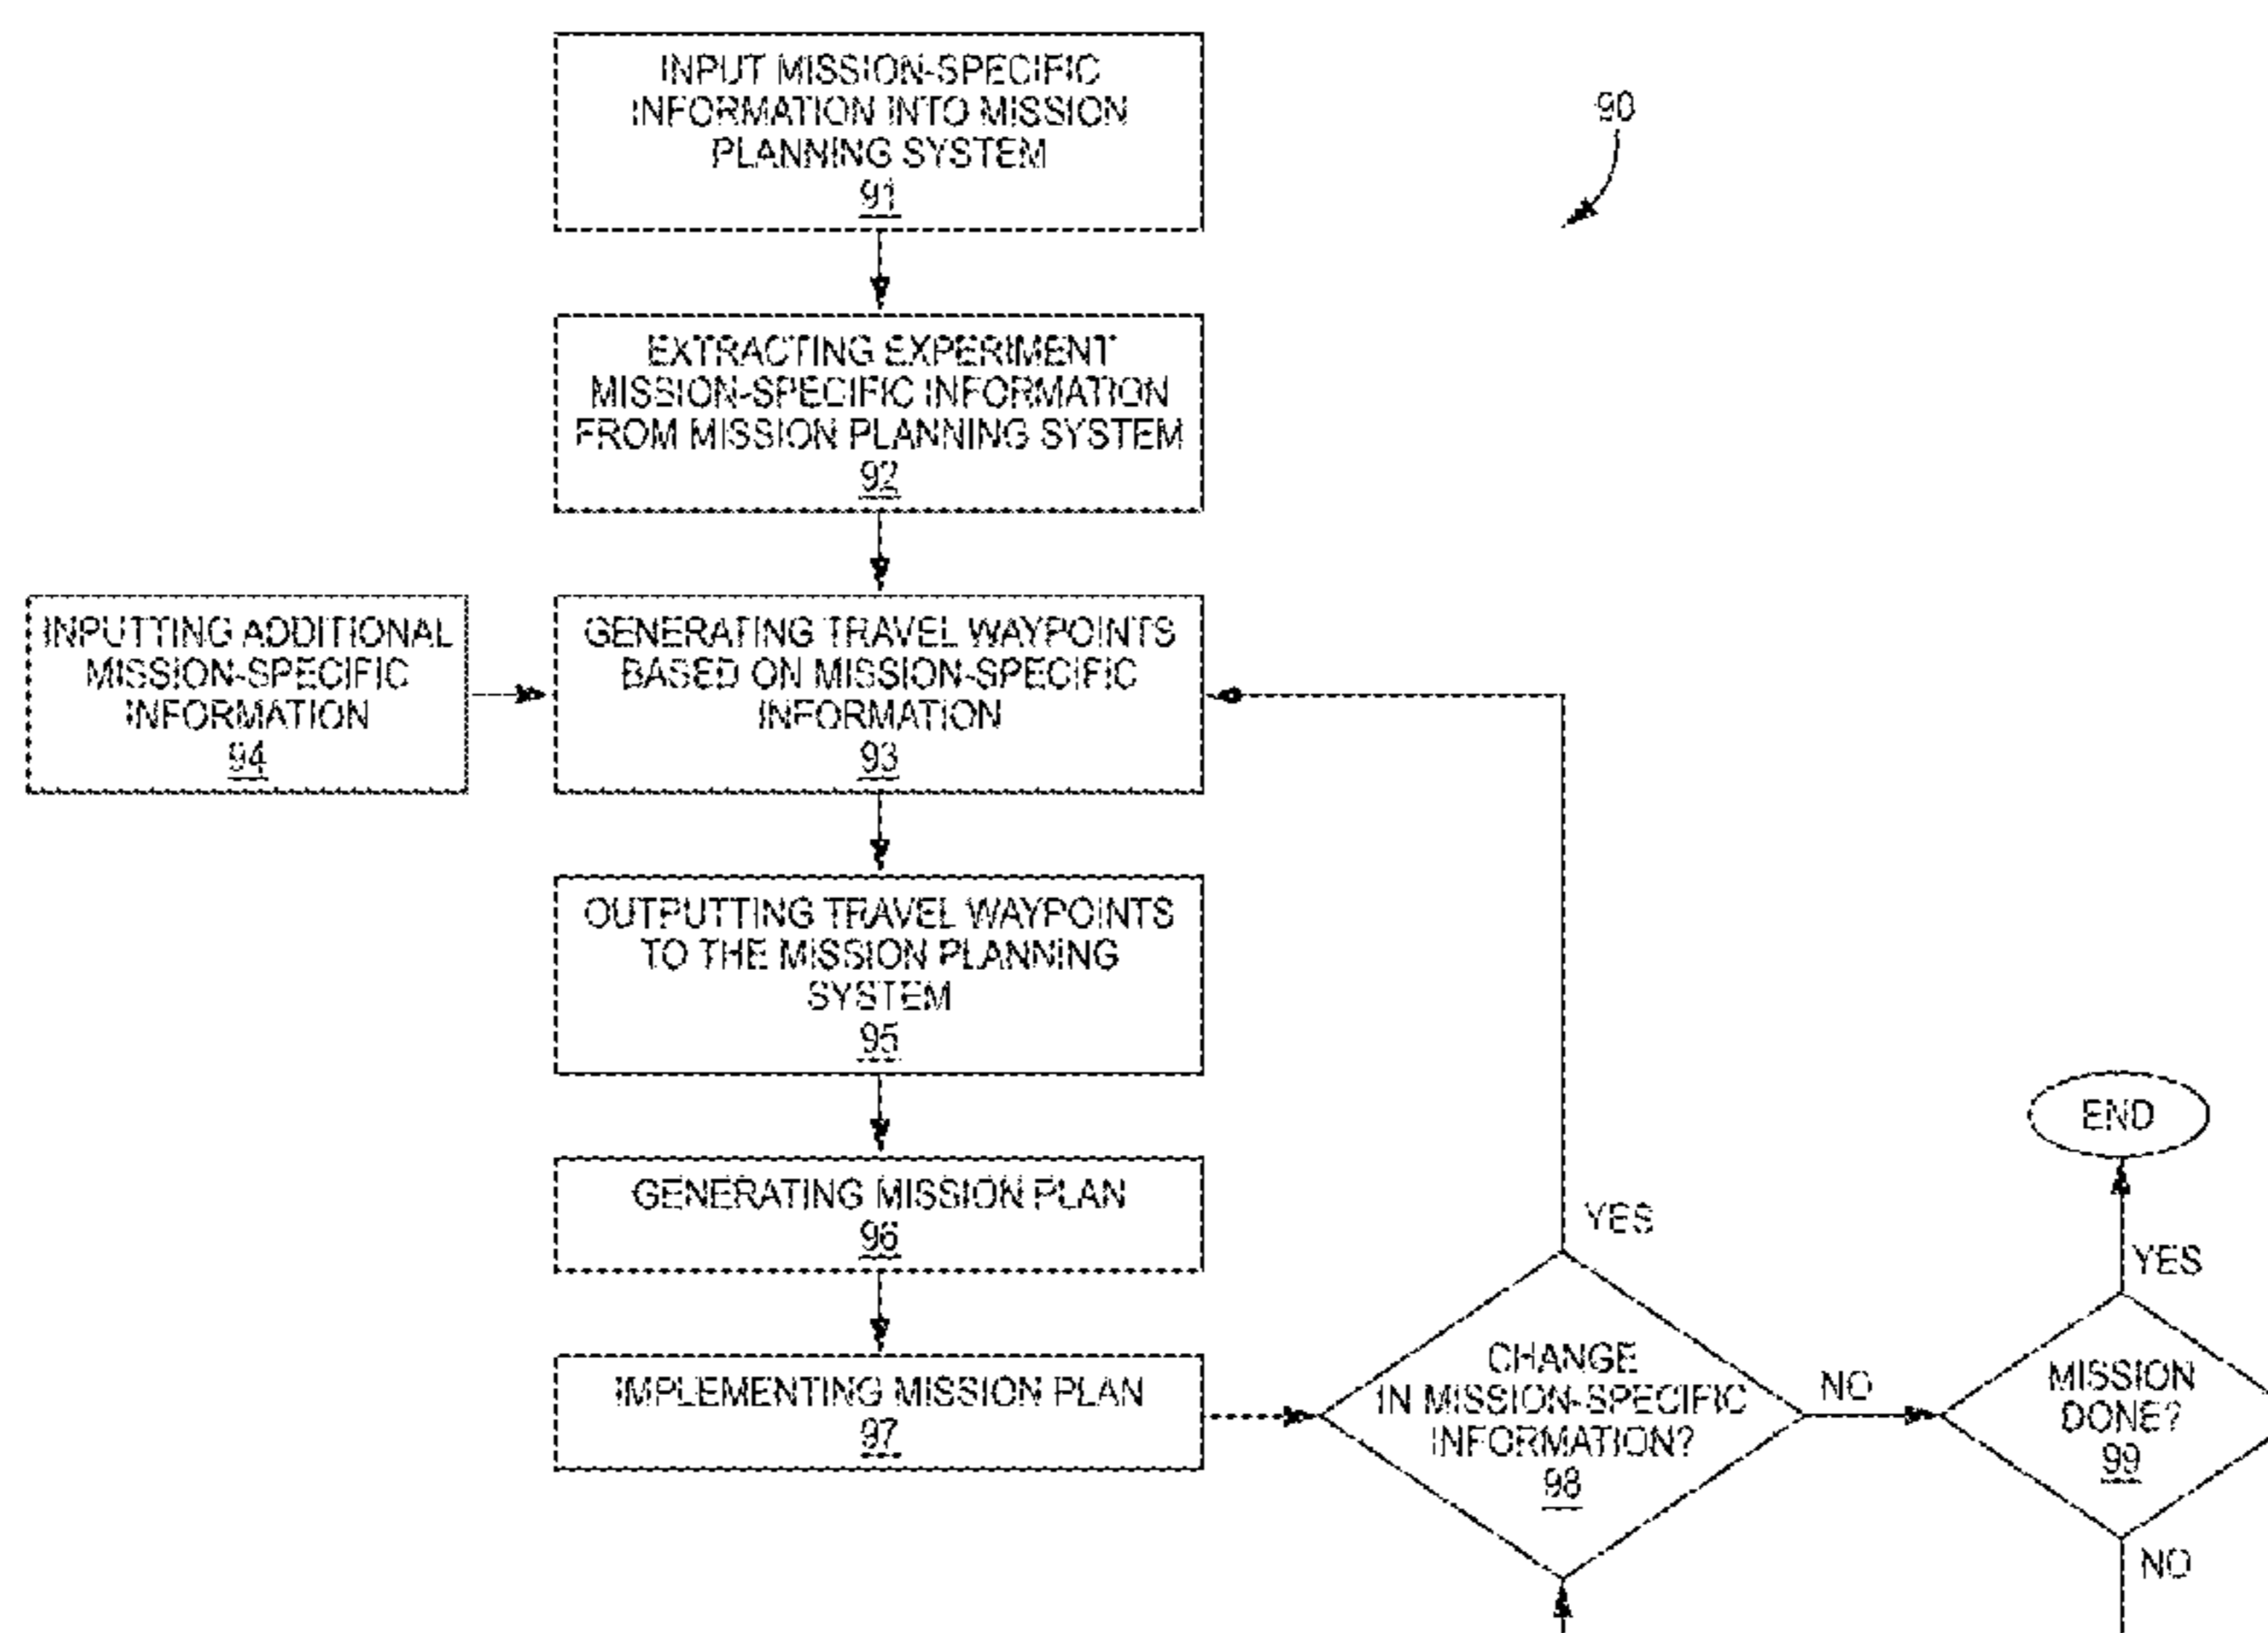 INPUT MISSION-SPECIFIC
INFORMATION INTO MISSION
PLANNING SYSTEM
91
90
EXTRACTING EXPERIMENT
MISSION-SPECIFIC INFORMATION
FROM MISSION PLANNING SYSTEM
92
INPUTTING ADDITIONAL
MISSION-SPECIFIC
INFORMATION
94
GENERATING TRAVEL WAYPOINTS
BASED ON MISSION-SPECIFIC
INFORMATION
93
OUTPUTTING TRAVEL WAYPOINTS
TO THE MISSION PLANNING
SYSTEM
95
GENERATING MISSION PLAN
96
IMPLEMENTING MISSION PLAN
97
YES
CHANGE
IN MISSION-SPECIFIC
INFORMATION?
98
NO
END
YES
MISSION
DONE?
99
NO